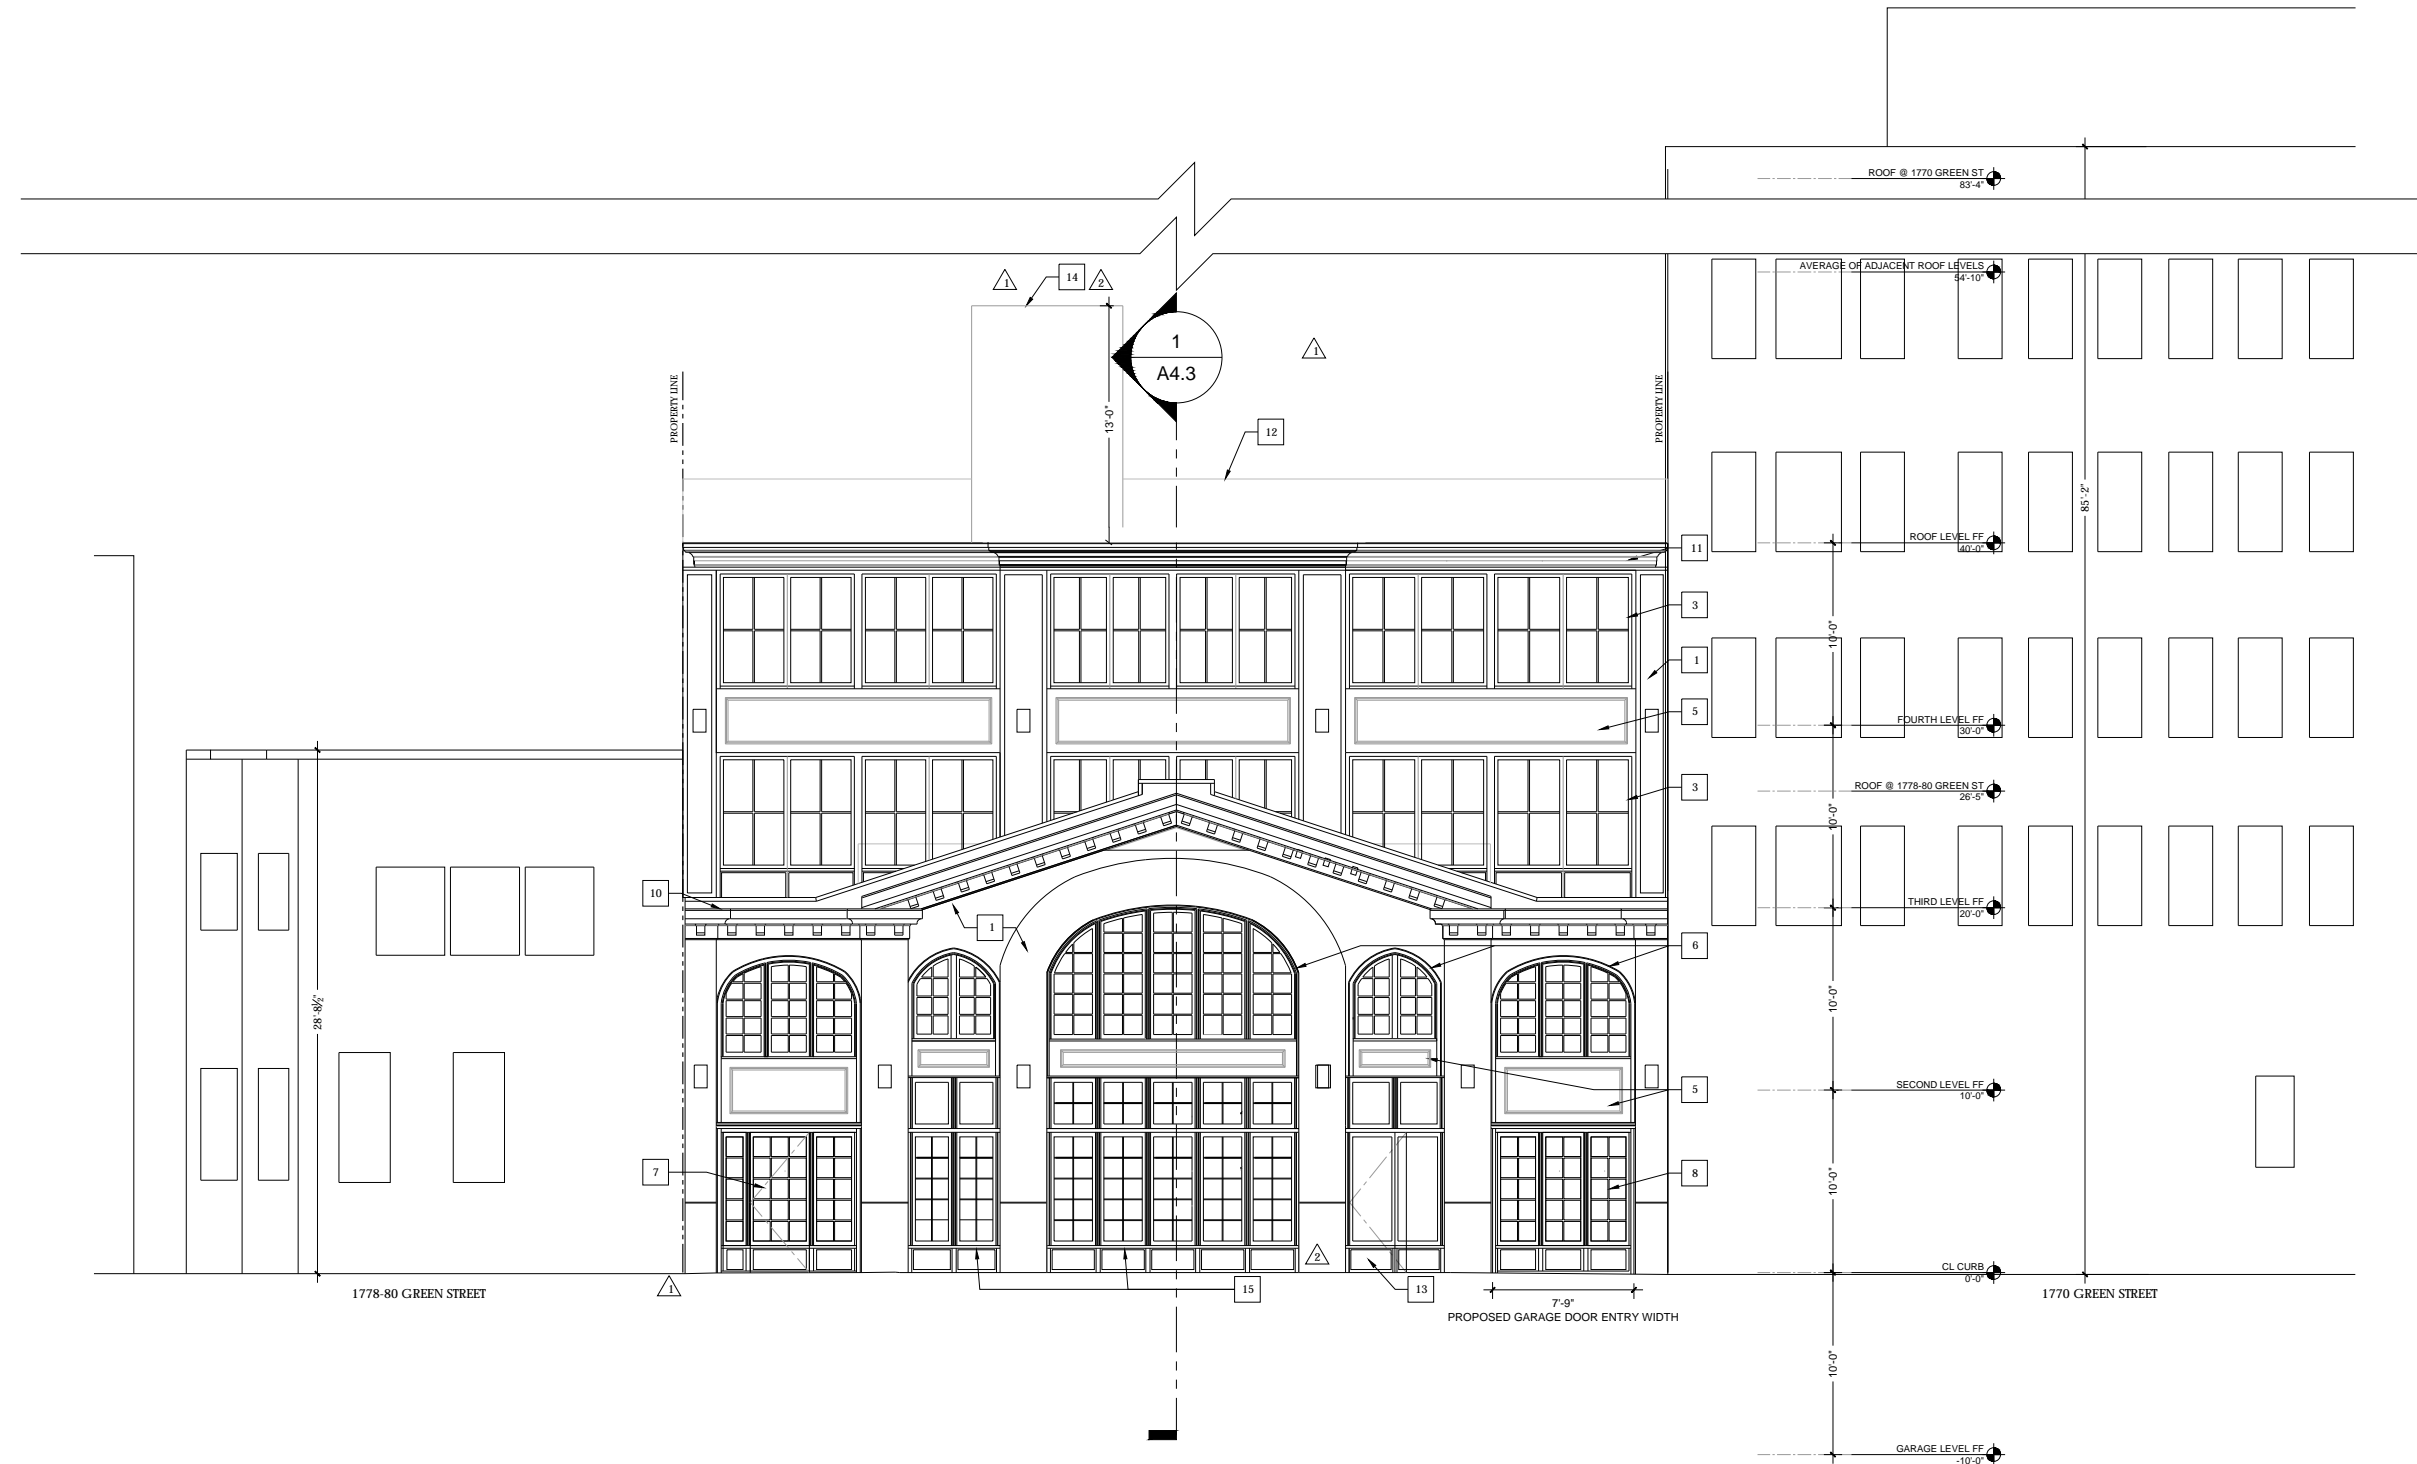 ROOF @ 1770 GREEN ST
83'-4"
AVERAGE OF ADJACENT ROOF LEVELS
54'-10"
1
14
2
1
A4.3
1
PROPERTY LINE
PROPERTY LINE
13'-0"
12
85'-2"
ROOF LEVEL FF
40'-0"
11
3
10'-0"
1
5
FOURTH LEVEL FF
30'-0"
3
ROOF @ 1778-80 GREEN ST
26'-5"
10'-0"
10
1
THIRD LEVEL FF
20'-0"
6
28'-8½"
10'-0"
5
SECOND LEVEL FF
10'-0"
7
8
10'-0"
2
CL CURB
0'-0"
1778-80 GREEN STREET
1
15
13
7'-9"
PROPOSED GARAGE DOOR ENTRY WIDTH
1770 GREEN STREET
10'-0"
GARAGE LEVEL FF
-10'-0"